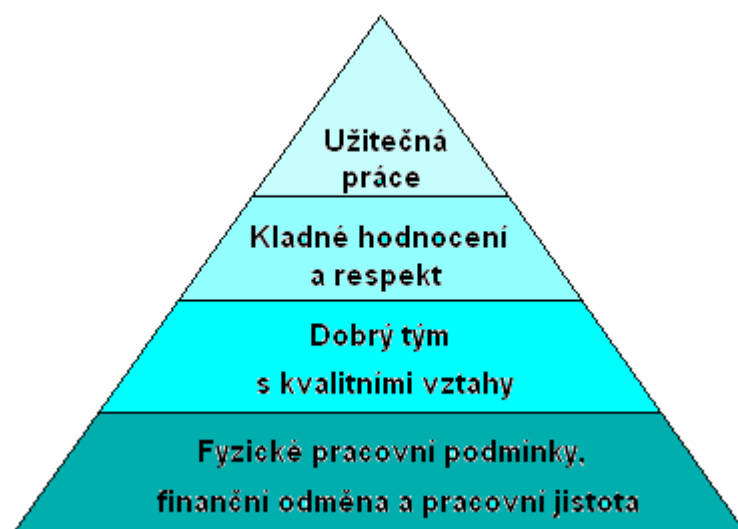 Užitečná
práce
Kladné hodnocení
a respekt
Dobrý tým
s kvalitními vztahy
Fyzické pracovní podmínky,
finanční odměna a pracovní jistota